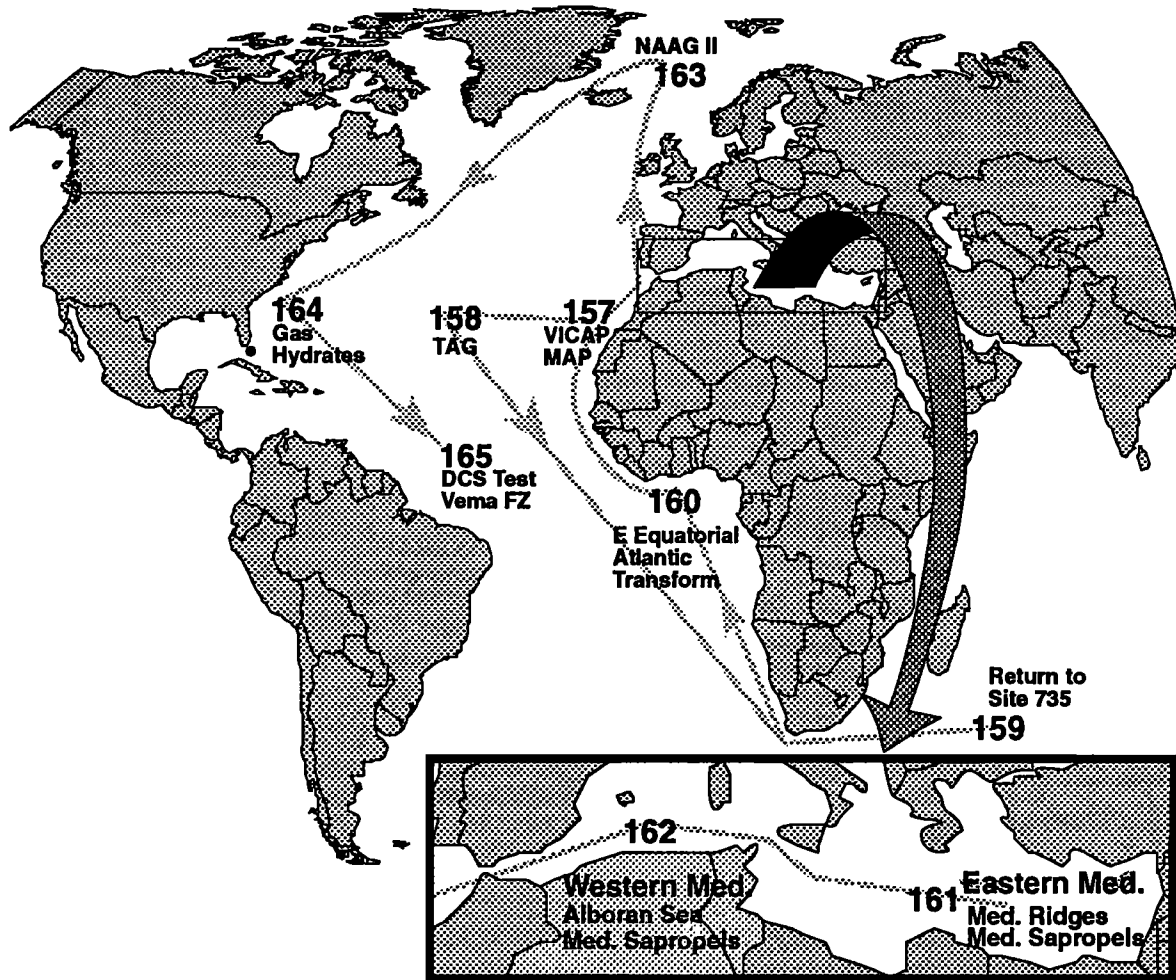 NAAG II
163
164
Gas
Hydrates
158
TAG
157
VICAP
MAP
165
DCS Test
Vema FZ
160
E Equatorial
Atlantic
Transform
Return to
Site 735
159
162
Western Med.
Alboran Sea
Med. Sapropels
161
Eastern Med.
Med. Ridges
Med. Sapropels